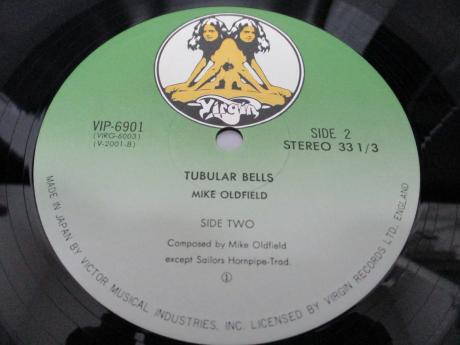 Virgin
VIP-6901
(VIRG-6003)
(V-2001-B)
SIDE 2
STEREO 33 1/3
TUBULAR BELLS
MIKE OLDFIELD
SIDE TWO
Composed by Mike Oldfield
except Sailors Hornpipe-Trad.
①
MADE IN JAPAN BY VICTOR MUSICAL INDUSTRIES, INC. LICENSED BY VIRGIN RECORDS LTD. ENGLAND